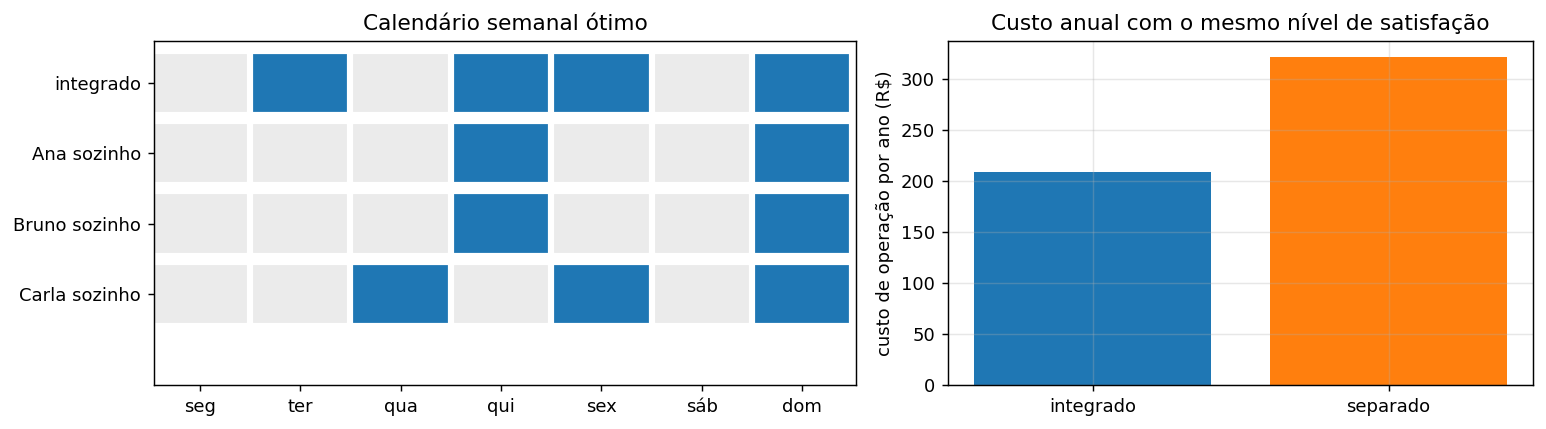 Calendário semanal ótimo
integrado
Ana sozinho
Bruno sozinho
Carla sozinho
seg ter qua qui sex sáb dom
Custo anual com o mesmo nível de satisfação
custo de operação por ano (R$)
300
250
200
150
100
50
0
integrado separado